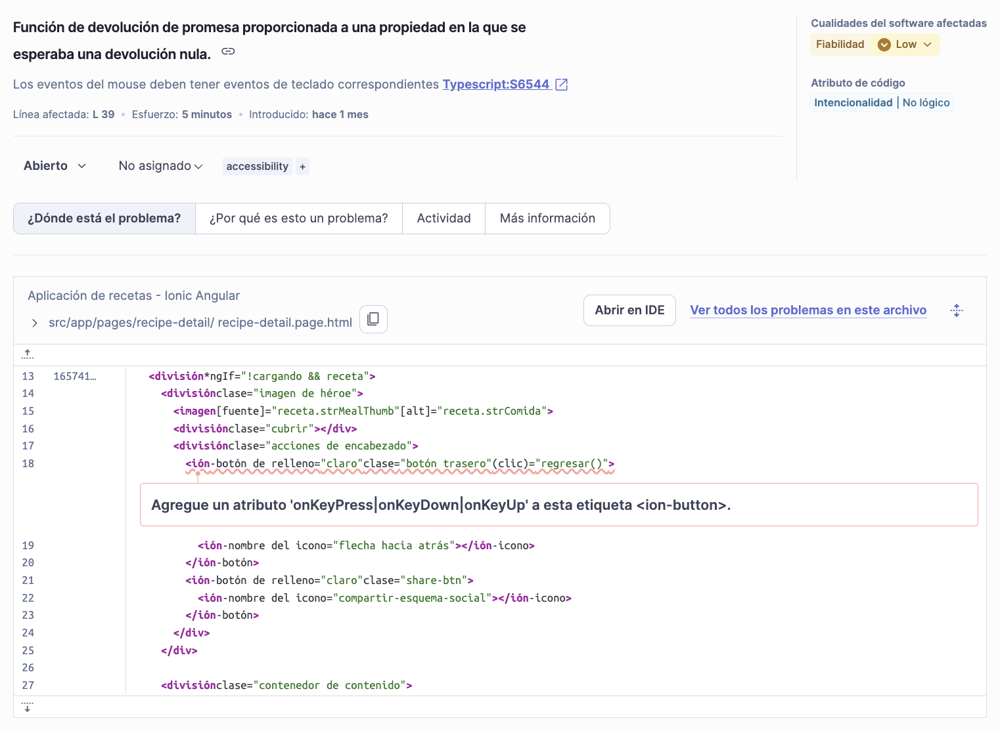 Función de devolución de promesa proporcionada a una propiedad en la que se
esperaba una devolución nula.
Los eventos del mouse deben tener eventos de teclado correspondientes Typescript:S6544
Línea afectada: L 39 • Esfuerzo: 5 minutos • Introducido: hace 1 mes
Cualidades del software afectadas
Fiabilidad Low
Atributo de código
Intencionalidad | No lógico
Abierto No asignado accessibility +
¿Dónde está el problema? ¿Por qué es esto un problema? Actividad Más información
Aplicación de recetas - Ionic Angular
src/app/pages/recipe-detail/ recipe-detail.page.html
Abrir en IDE Ver todos los problemas en este archivo
13 165741... <división*ngIf="!cargando && receta">
14 <divisiónclase="imagen de héroe">
15 <imagen[fuente]="receta.strMealThumb"[alt]="receta.strComida">
16 <divisiónclase="cubrir"></div>
17 <divisiónclase="acciones de encabezado">
18 <ión-botón de relleno="claro"clase="botón trasero"(clic)="regresar()">
Agregue un atributo 'onKeyPress|onKeyDown|onKeyUp' a esta etiqueta <ion-button>.
19 <ión-nombre del icono="flecha hacia atrás"></ión-icono>
20 </ión-botón>
21 <ión-botón de relleno="claro"clase="share-btn">
22 <ión-nombre del icono="compartir-esquema-social"></ión-icono>
23 </ión-botón>
24 </div>
25 </div>
26
27 <divisiónclase="contenedor de contenido">